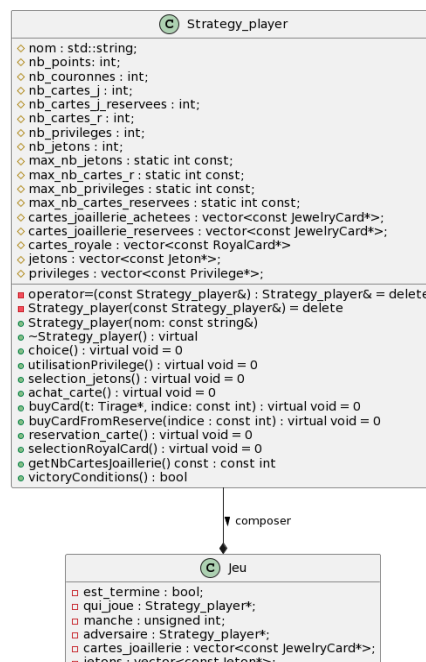 C Strategy_player
nom : std::string;
nb_points: int;
nb_couronnes : int;
nb_cartes_j : int;
nb_cartes_j_reservees : int;
nb_cartes_r : int;
nb_privileges : int;
nb_jetons : int;
max_nb_jetons : static int const;
max_nb_cartes_r : static int const;
max_nb_privileges : static int const;
max_nb_cartes_reservees : static int const;
cartes_joaillerie_achetees : vector<const JewelryCard*>;
cartes_joaillerie_reservees : vector<const JewelryCard*>;
cartes_royale : vector<const RoyalCard*>
jetons : vector<const Jeton*>;
privileges : vector<const Privilege*>;
operator=(const Strategy_player&) : Strategy_player& = delete
Strategy_player(const Strategy_player&) = delete
Strategy_player(nom: const string&)
~Strategy_player() : virtual
choice() : virtual void = 0
utilisationPrivilege() : virtual void = 0
selection_jetons() : virtual void = 0
achat_carte() : virtual void = 0
buyCard(t: Tirage*, indice: const int) : virtual void = 0
buyCardFromReserve(indice : const int) : virtual void = 0
reservation_carte() : virtual void = 0
selectionRoyalCard() : virtual void = 0
getNbCartesJoaillerie() const : const int
victoryConditions() : bool
composer
C Jeu
est_termine : bool;
qui_joue : Strategy_player*;
manche : unsigned int;
adversaire : Strategy_player*;
cartes_joaillerie : vector<const JewelryCard*>;
jetons : vector<const Jeton*>;